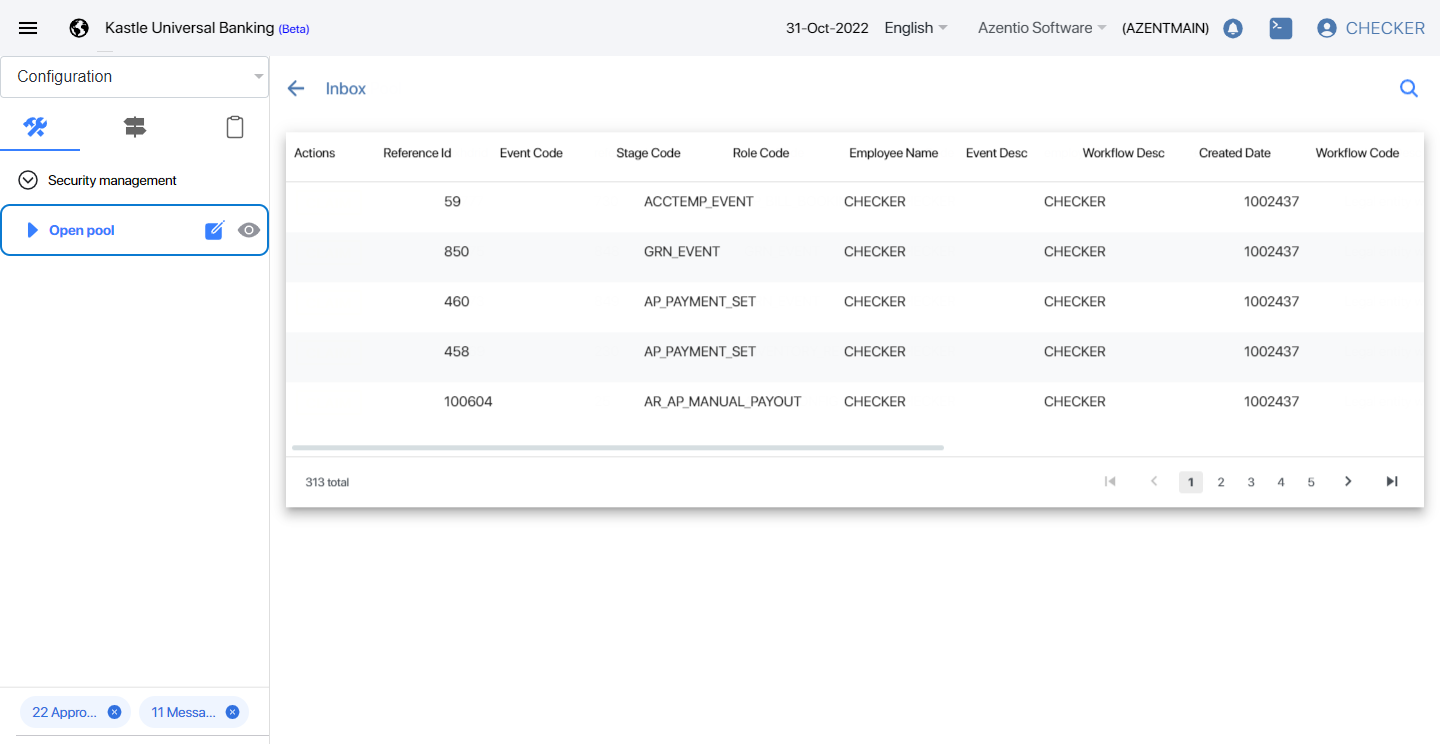 Kastle Universal Banking (Beta)
31-Oct-2022 English Azentio Software (AZENTMAIN) CHECKER
Configuration
Security management
Open pool
22 Appro...
11 Messa...
Inbox
Actions Reference Id Event Code Stage Code Role Code Employee Name Event Desc Workflow Desc Created Date Workflow Code
59 ACCTEMP_EVENT CHECKER CHECKER 1002437
850 GRN_EVENT CHECKER CHECKER 1002437
460 AP_PAYMENT_SET CHECKER CHECKER 1002437
458 AP_PAYMENT_SET CHECKER CHECKER 1002437
100604 AR_AP_MANUAL_PAYOUT CHECKER CHECKER 1002437
313 total 1 2 3 4 5